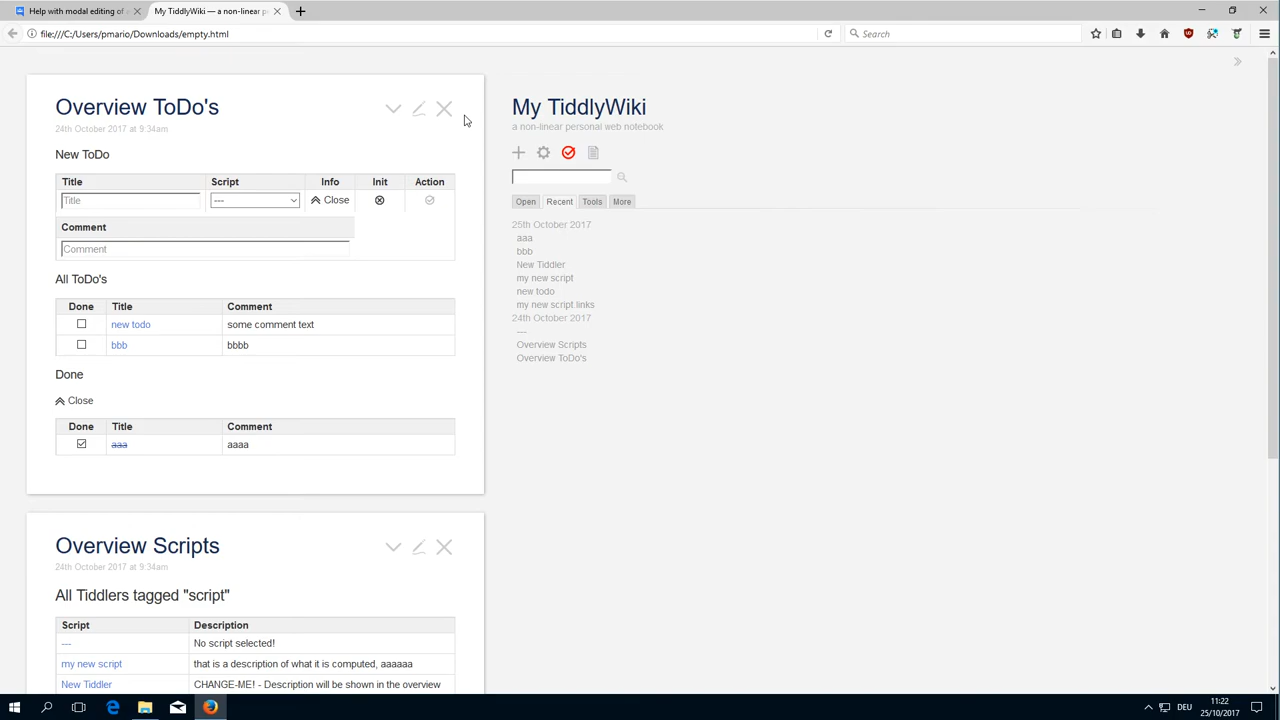 Help with modal editing of a
My TiddlyWiki — a non-linear p
file:///C:/Users/pmario/Downloads/empty.html
Search
Overview ToDo's
24th October 2017 at 9:34am
New ToDo
Title Script Info Init Action
Title --- Close
Comment
Comment
All ToDo's
Done Title Comment
new todo some comment text
bbb bbbb
Done
Close
Done Title Comment
aaa aaaa
Overview Scripts
24th October 2017 at 9:34am
All Tiddlers tagged "script"
Script Description
--- No script selected!
my new script that is a description of what it is computed, aaaaaa
New Tiddler CHANGE-ME! - Description will be shown in the overview
My TiddlyWiki
a non-linear personal web notebook
Open Recent Tools More
25th October 2017
aaa
bbb
New Tiddler
my new script
new todo
my new script links
24th October 2017
---
Overview Scripts
Overview ToDo's
DEU
11:22
25/10/2017